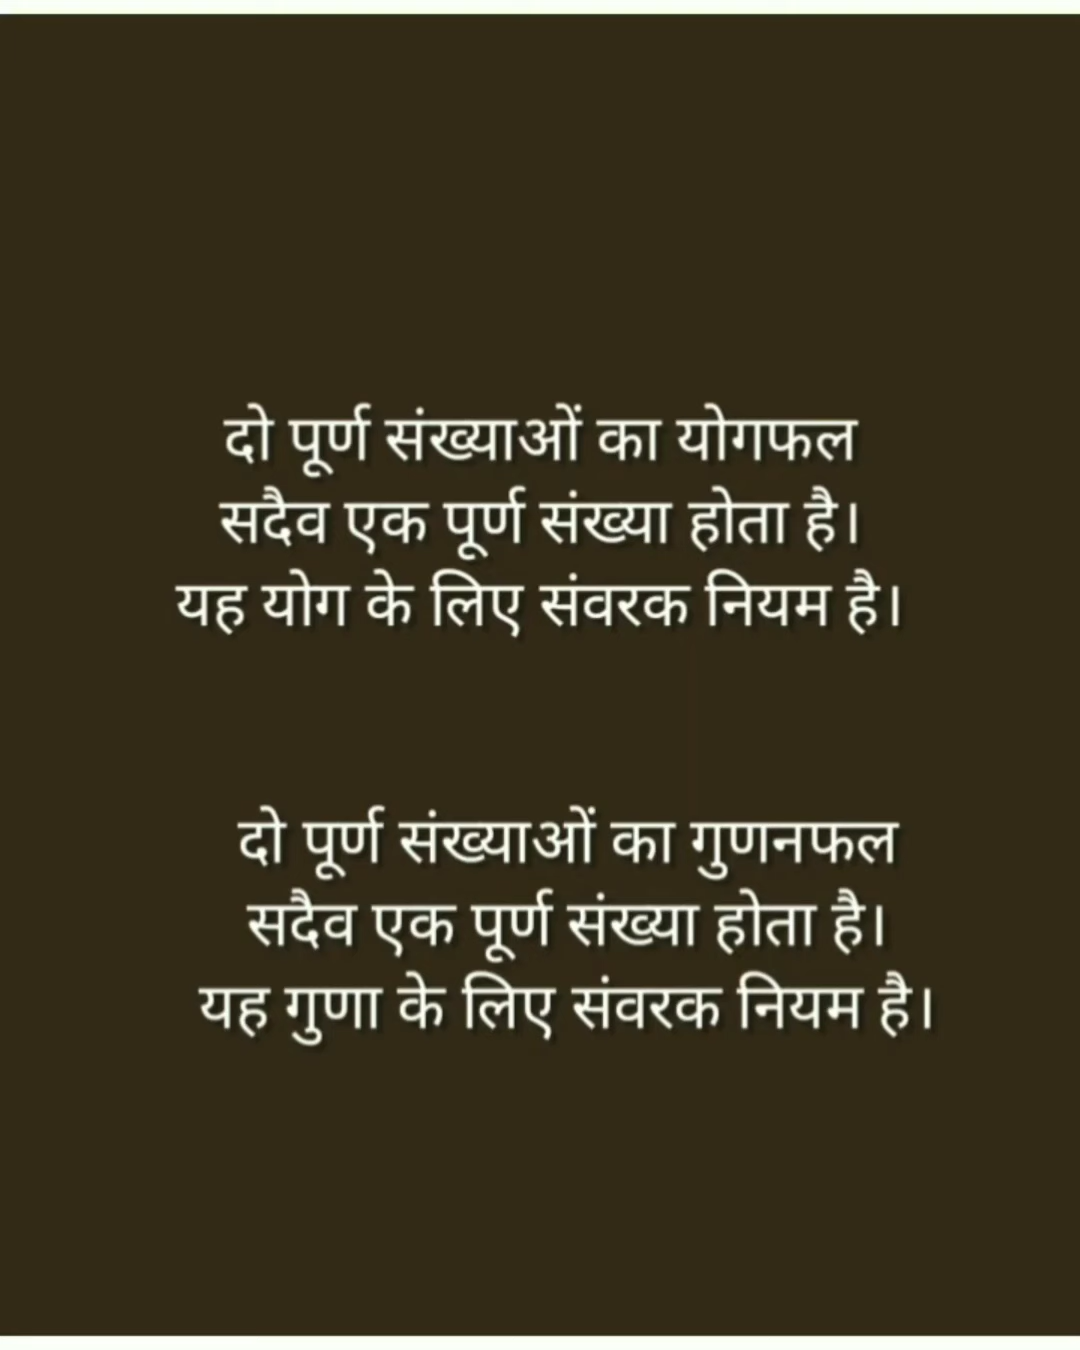 दो पूर्ण संख्याओं का योगफल
सदैव एक पूर्ण संख्या होता है।
यह योग के लिए संवरक नियम है।
दो पूर्ण संख्याओं का गुणनफल
सदैव एक पूर्ण संख्या होता है।
यह गुणा के लिए संवरक नियम है।